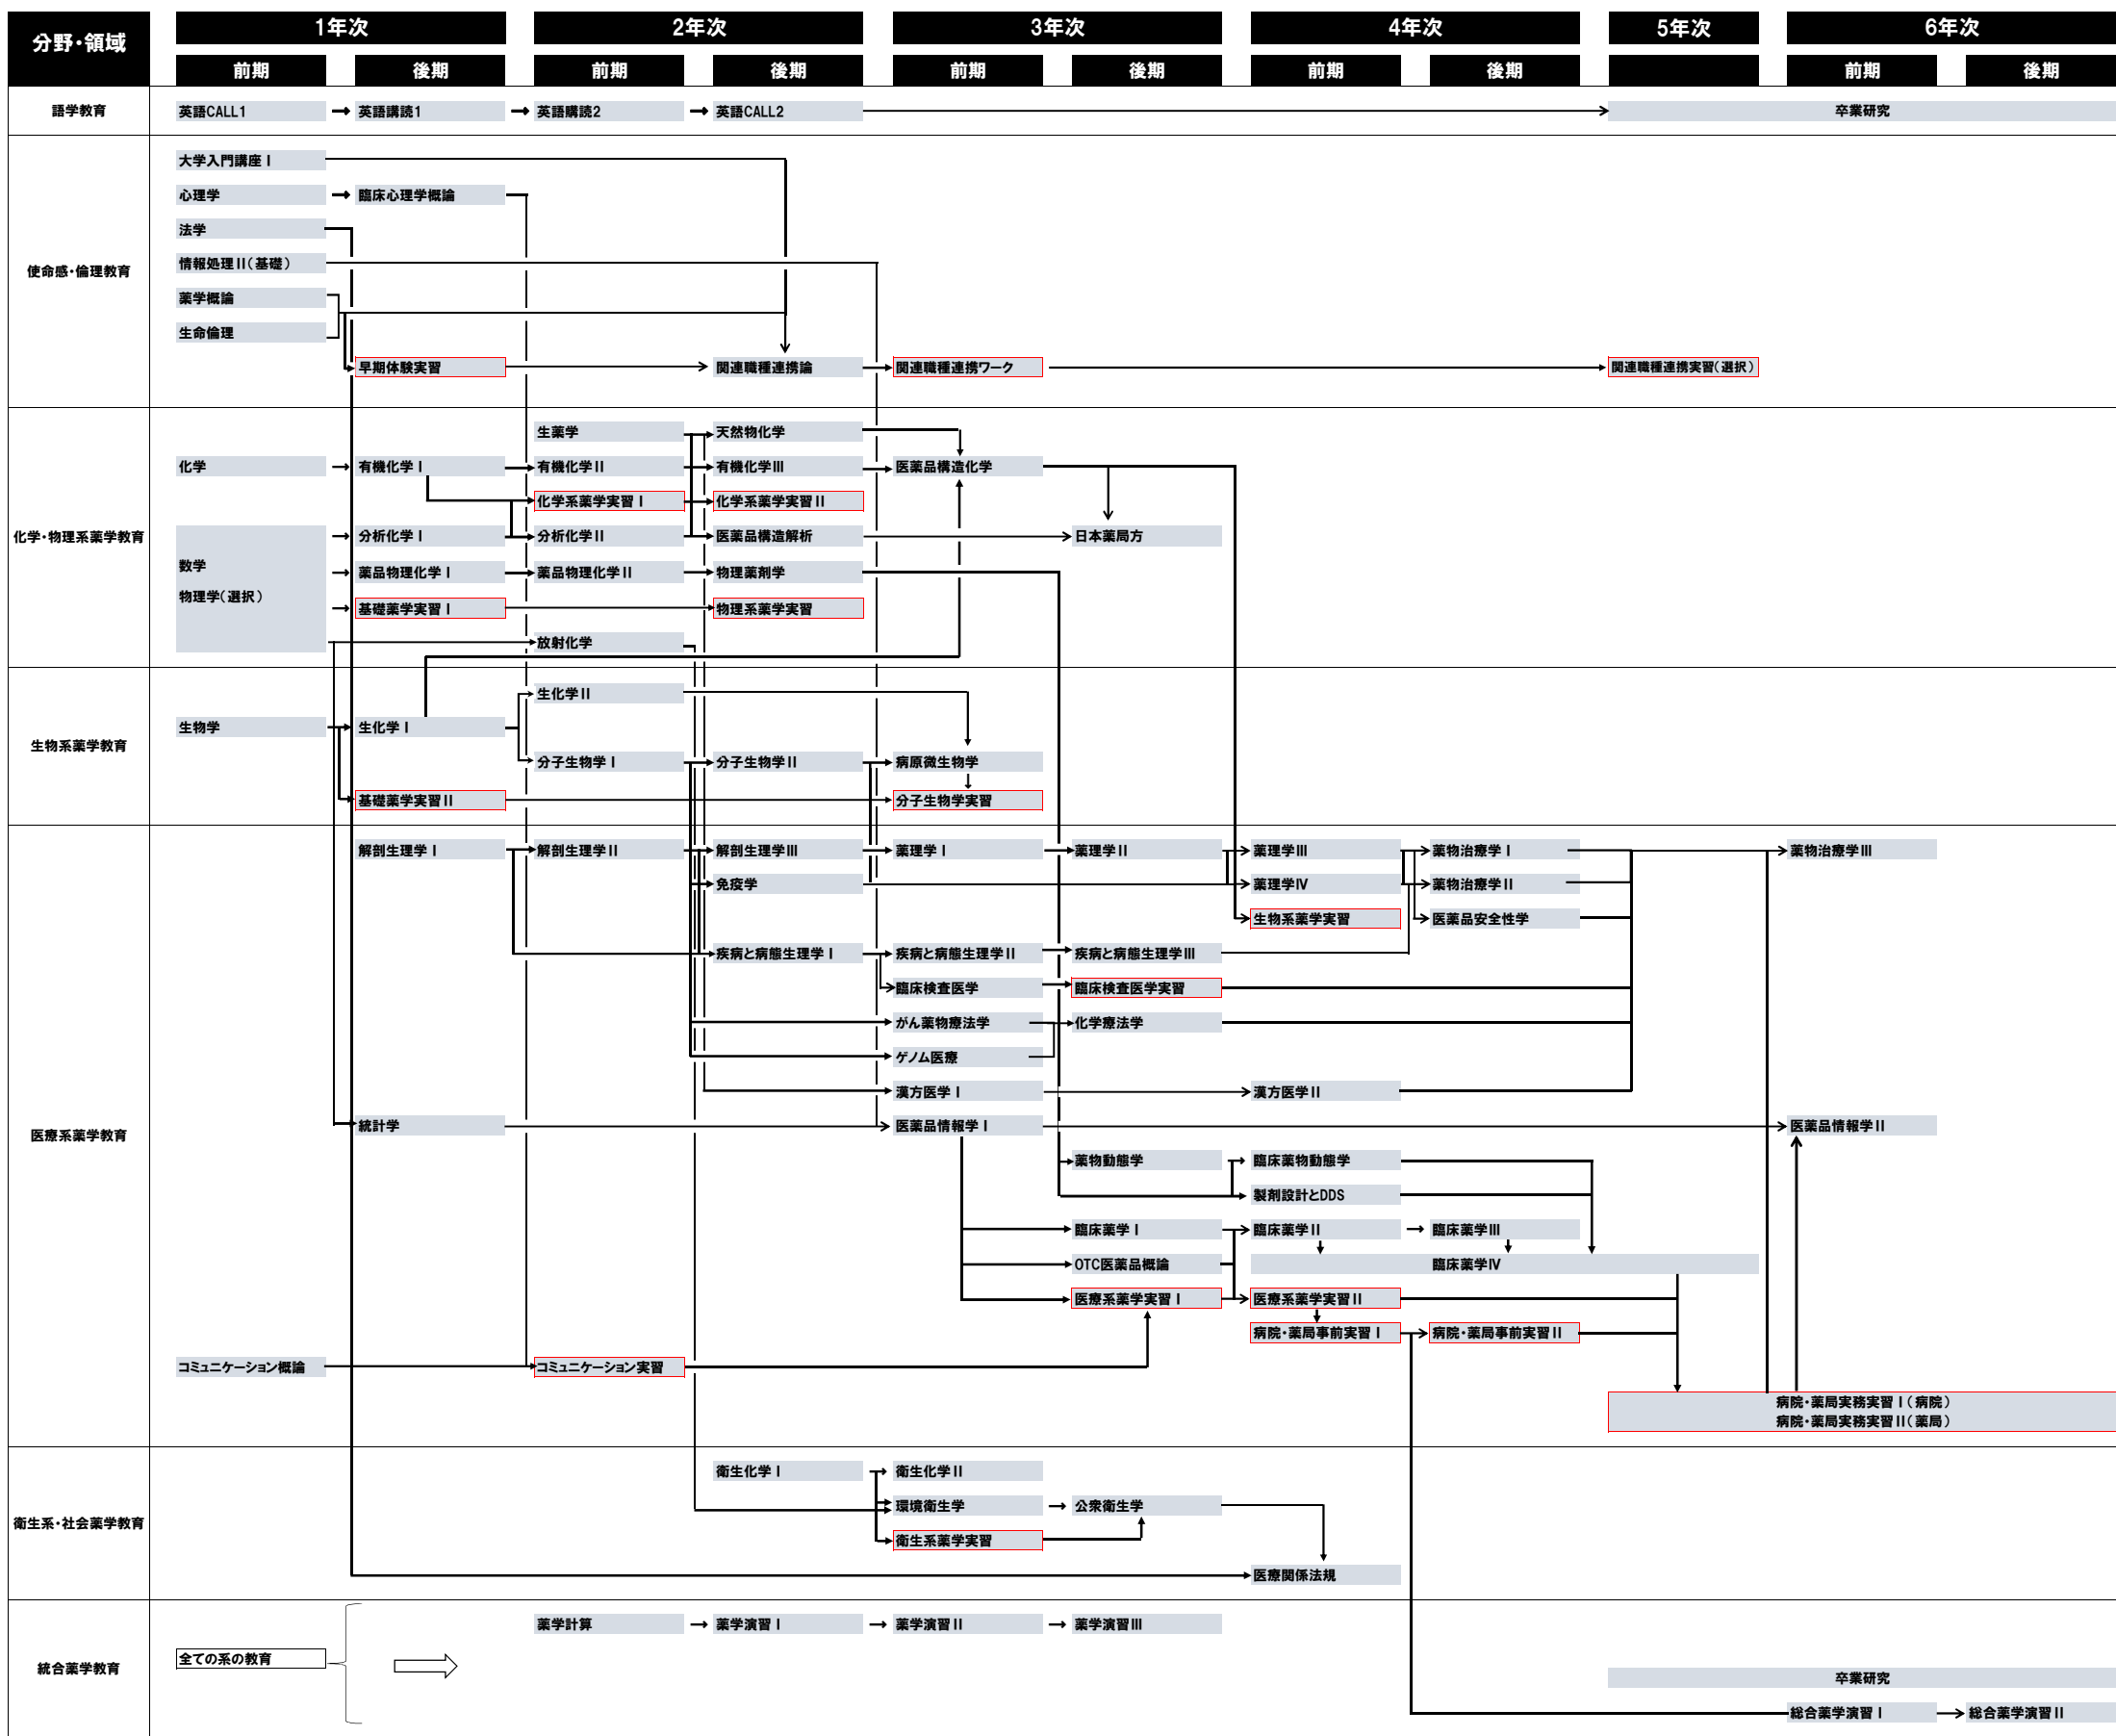 分野・領域
1年次
2年次
3年次
4年次
5年次
6年次
前期
後期
前期
後期
前期
後期
前期
後期
前期
後期
語学教育
英語CALL1
英語講読1
英語購読2
英語CALL2
卒業研究
使命感・倫理教育
大学入門講座Ⅰ
心理学
臨床心理学概論
法学
情報処理Ⅱ(基礎)
薬学概論
生命倫理
早期体験実習
関連職種連携論
関連職種連携ワーク
関連職種連携実習(選択)
化学・物理系薬学教育
生薬学
天然物化学
化学
有機化学Ⅰ
有機化学Ⅱ
有機化学Ⅲ
医薬品構造化学
化学系薬学実習Ⅰ
化学系薬学実習Ⅱ
数学
物理学(選択)
分析化学Ⅰ
分析化学Ⅱ
医薬品構造解析
日本薬局方
薬品物理化学Ⅰ
薬品物理化学Ⅱ
物理薬剤学
基礎薬学実習Ⅰ
物理系薬学実習
放射化学
生物系薬学教育
生化学Ⅱ
生物学
生化学Ⅰ
分子生物学Ⅰ
分子生物学Ⅱ
病原微生物学
基礎薬学実習Ⅱ
分子生物学実習
医療系薬学教育
解剖生理学Ⅰ
解剖生理学Ⅱ
解剖生理学Ⅲ
薬理学Ⅰ
薬理学Ⅱ
薬理学Ⅲ
薬物治療学Ⅰ
薬物治療学Ⅲ
免疫学
薬理学Ⅳ
薬物治療学Ⅱ
生物系薬学実習
医薬品安全性学
疾病と病態生理学Ⅰ
疾病と病態生理学Ⅱ
疾病と病態生理学Ⅲ
臨床検査医学
臨床検査医学実習
がん薬物療法学
化学療法学
ゲノム医療
漢方医学Ⅰ
漢方医学Ⅱ
統計学
医薬品情報学Ⅰ
医薬品情報学Ⅱ
薬物動態学
臨床薬物動態学
製剤設計とDDS
臨床薬学Ⅰ
臨床薬学Ⅱ
臨床薬学Ⅲ
OTC医薬品概論
臨床薬学Ⅳ
医療系薬学実習Ⅰ
医療系薬学実習Ⅱ
病院・薬局事前実習Ⅰ
病院・薬局事前実習Ⅱ
コミュニケーション概論
コミュニケーション実習
病院・薬局実務実習Ⅰ(病院)
病院・薬局実務実習Ⅱ(薬局)
衛生系・社会薬学教育
衛生化学Ⅰ
衛生化学Ⅱ
環境衛生学
公衆衛生学
衛生系薬学実習
医療関係法規
統合薬学教育
薬学計算
薬学演習Ⅰ
薬学演習Ⅱ
薬学演習Ⅲ
全ての系の教育
卒業研究
総合薬学演習Ⅰ
総合薬学演習Ⅱ